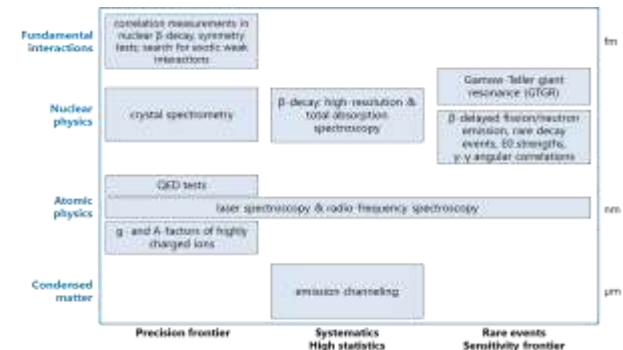 Fundamental
interactions
correlation measurements in
nuclear β-decay, symmetry
tests; search for exotic weak
interactions
fm
Nuclear
physics
crystal spectrometry
β-decay: high-resolution &
total absorption
spectroscopy
Gamow-Teller giant
resonance (GTGR)
β-delayed fission/neutron
emission, rare decay
events, E0 strengths,
γ-γ angular correlations
Atomic
physics
QED tests
laser spectroscopy & radio-frequency spectroscopy
nm
g- and A-factors of highly
charged ions
Condensed
matter
emission channeling
μm
Precision frontier
Systematics
High statistics
Rare events
Sensitivity frontier